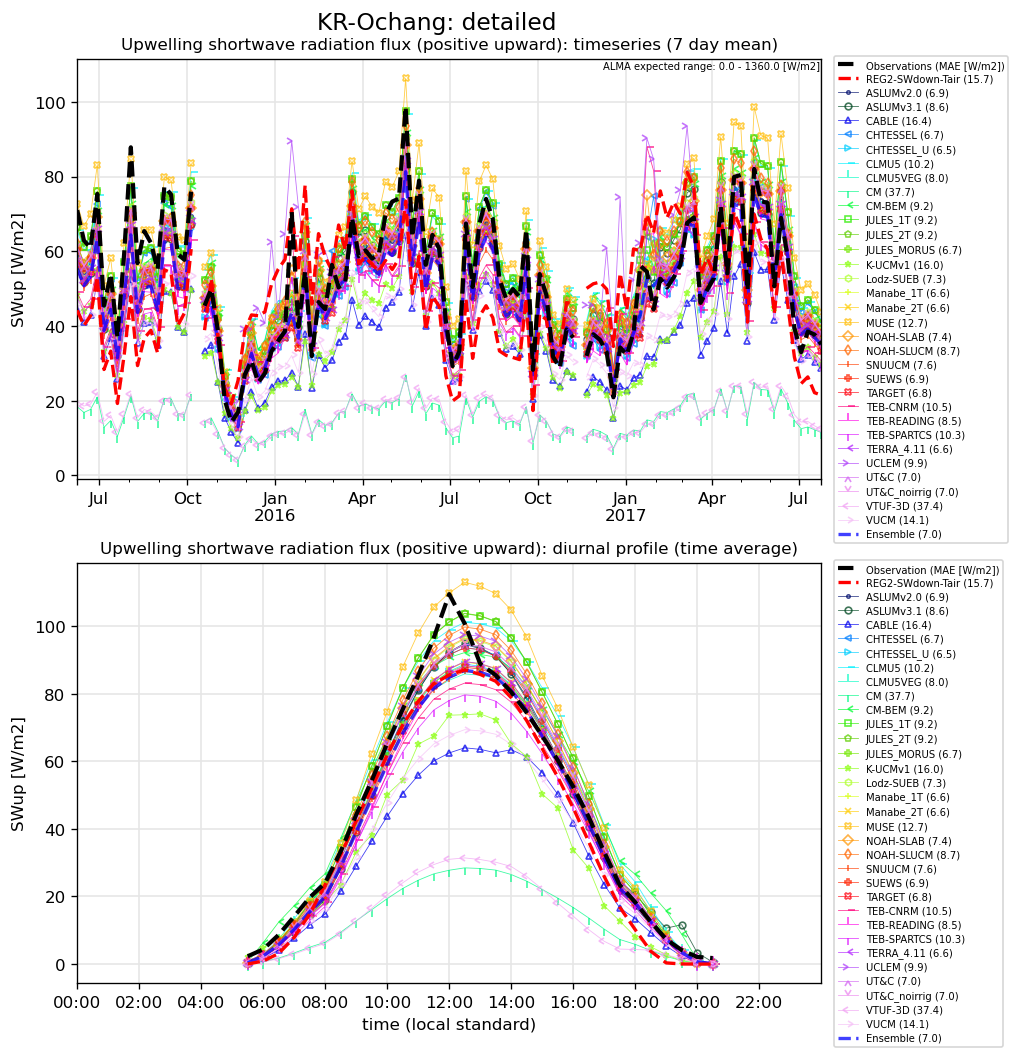 KR-Ochang: detailed
Upwelling shortwave radiation flux (positive upward): timeseries (7 day mean)
ALMA expected range: 0.0 - 1360.0 [W/m2]
SWup [W/m2]
100
80
60
40
20
0
Jul
Oct
Jan
2016
Apr
Jul
Oct
Jan
2017
Apr
Jul
Observations (MAE [W/m2])
REG2-SWdown-Tair (15.7)
ASLUMv2.0 (6.9)
ASLUMv3.1 (8.6)
CABLE (16.4)
CHTESSEL (6.7)
CHTESSEL_U (6.5)
CLMU5 (10.2)
CLMU5VEG (8.0)
CM (37.7)
CM-BEM (9.2)
JULES_1T (9.2)
JULES_2T (9.2)
JULES_MORUS (6.7)
K-UCMv1 (16.0)
Lodz-SUEB (7.3)
Manabe_1T (6.6)
Manabe_2T (6.6)
MUSE (12.7)
NOAH-SLAB (7.4)
NOAH-SLUCM (8.7)
SNUUCM (7.6)
SUEWS (6.9)
TARGET (6.8)
TEB-CNRM (10.5)
TEB-READING (8.5)
TEB-SPARTCS (10.3)
TERRA_4.11 (6.6)
UCLEM (9.9)
UT&C (7.0)
UT&C_noirrig (7.0)
VTUF-3D (37.4)
VUCM (14.1)
Ensemble (7.0)
Upwelling shortwave radiation flux (positive upward): diurnal profile (time average)
SWup [W/m2]
100
80
60
40
20
0
00:00
02:00
04:00
06:00
08:00
10:00
12:00
14:00
16:00
18:00
20:00
22:00
time (local standard)
Observation (MAE [W/m2])
REG2-SWdown-Tair (15.7)
ASLUMv2.0 (6.9)
ASLUMv3.1 (8.6)
CABLE (16.4)
CHTESSEL (6.7)
CHTESSEL_U (6.5)
CLMU5 (10.2)
CLMU5VEG (8.0)
CM (37.7)
CM-BEM (9.2)
JULES_1T (9.2)
JULES_2T (9.2)
JULES_MORUS (6.7)
K-UCMv1 (16.0)
Lodz-SUEB (7.3)
Manabe_1T (6.6)
Manabe_2T (6.6)
MUSE (12.7)
NOAH-SLAB (7.4)
NOAH-SLUCM (8.7)
SNUUCM (7.6)
SUEWS (6.9)
TARGET (6.8)
TEB-CNRM (10.5)
TEB-READING (8.5)
TEB-SPARTCS (10.3)
TERRA_4.11 (6.6)
UCLEM (9.9)
UT&C (7.0)
UT&C_noirrig (7.0)
VTUF-3D (37.4)
VUCM (14.1)
Ensemble (7.0)